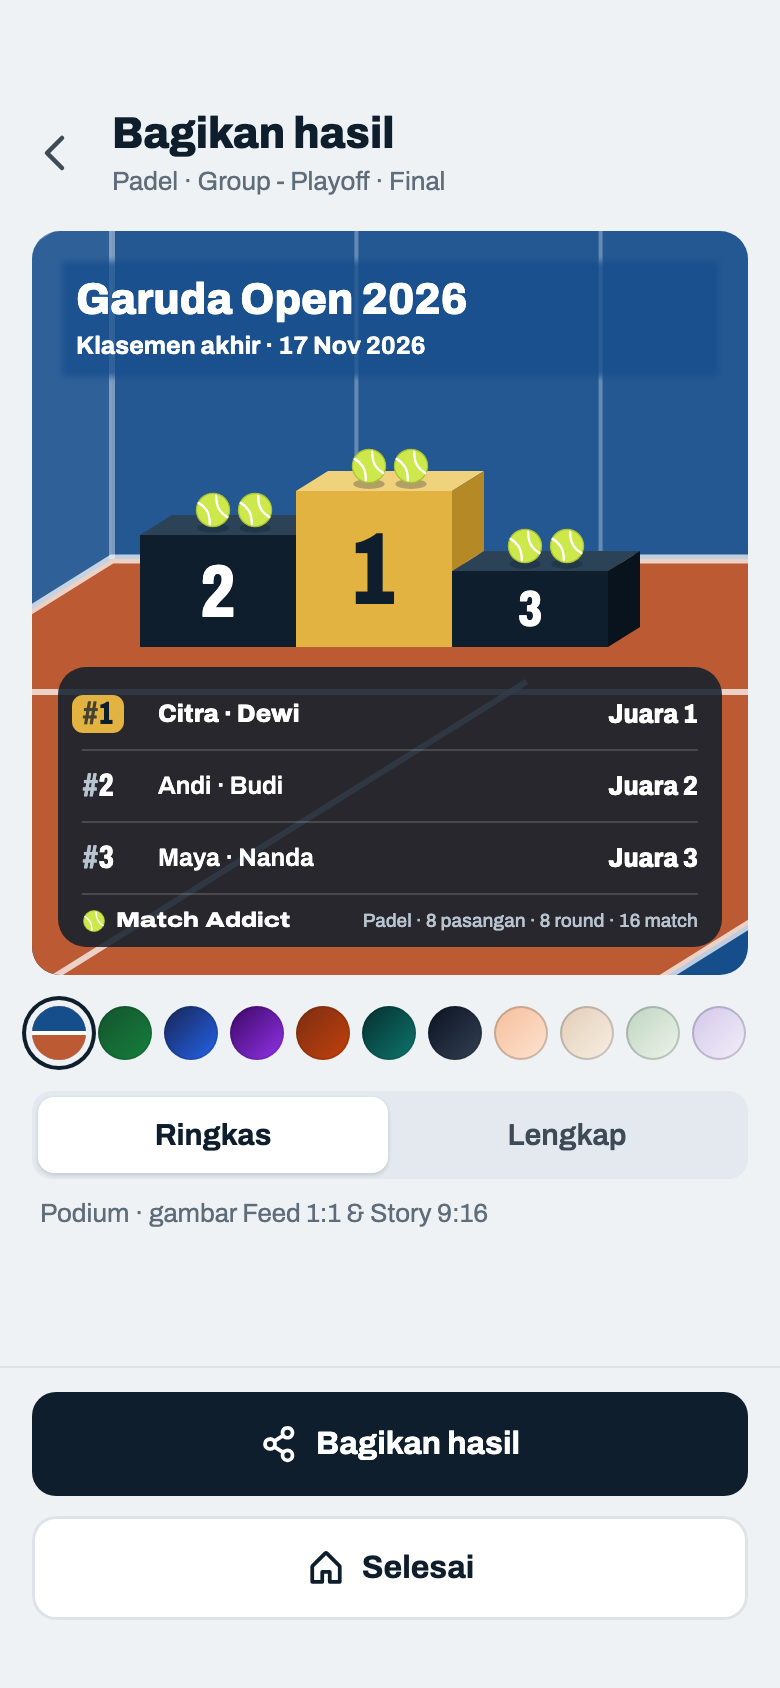 Bagikan hasil
Padel · Group - Playoff · Final
Garuda Open 2026
Klasemen akhir · 17 Nov 2026
1
2
3
#1 Citra · Dewi Juara 1
#2 Andi · Budi Juara 2
#3 Maya · Nanda Juara 3
Match Addict Padel · 8 pasangan · 8 round · 16 match
Ringkas Lengkap
Podium · gambar Feed 1:1 & Story 9:16
Bagikan hasil
Selesai